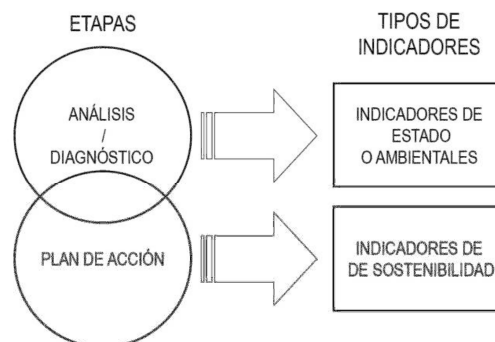 ETAPAS
TIPOS DE
INDICADORES
ANÁLISIS
/
DIAGNÓSTICO
INDICADORES DE
ESTADO
O AMBIENTALES
PLAN DE ACCIÓN
INDICADORES DE
DE SOSTENIBILIDAD